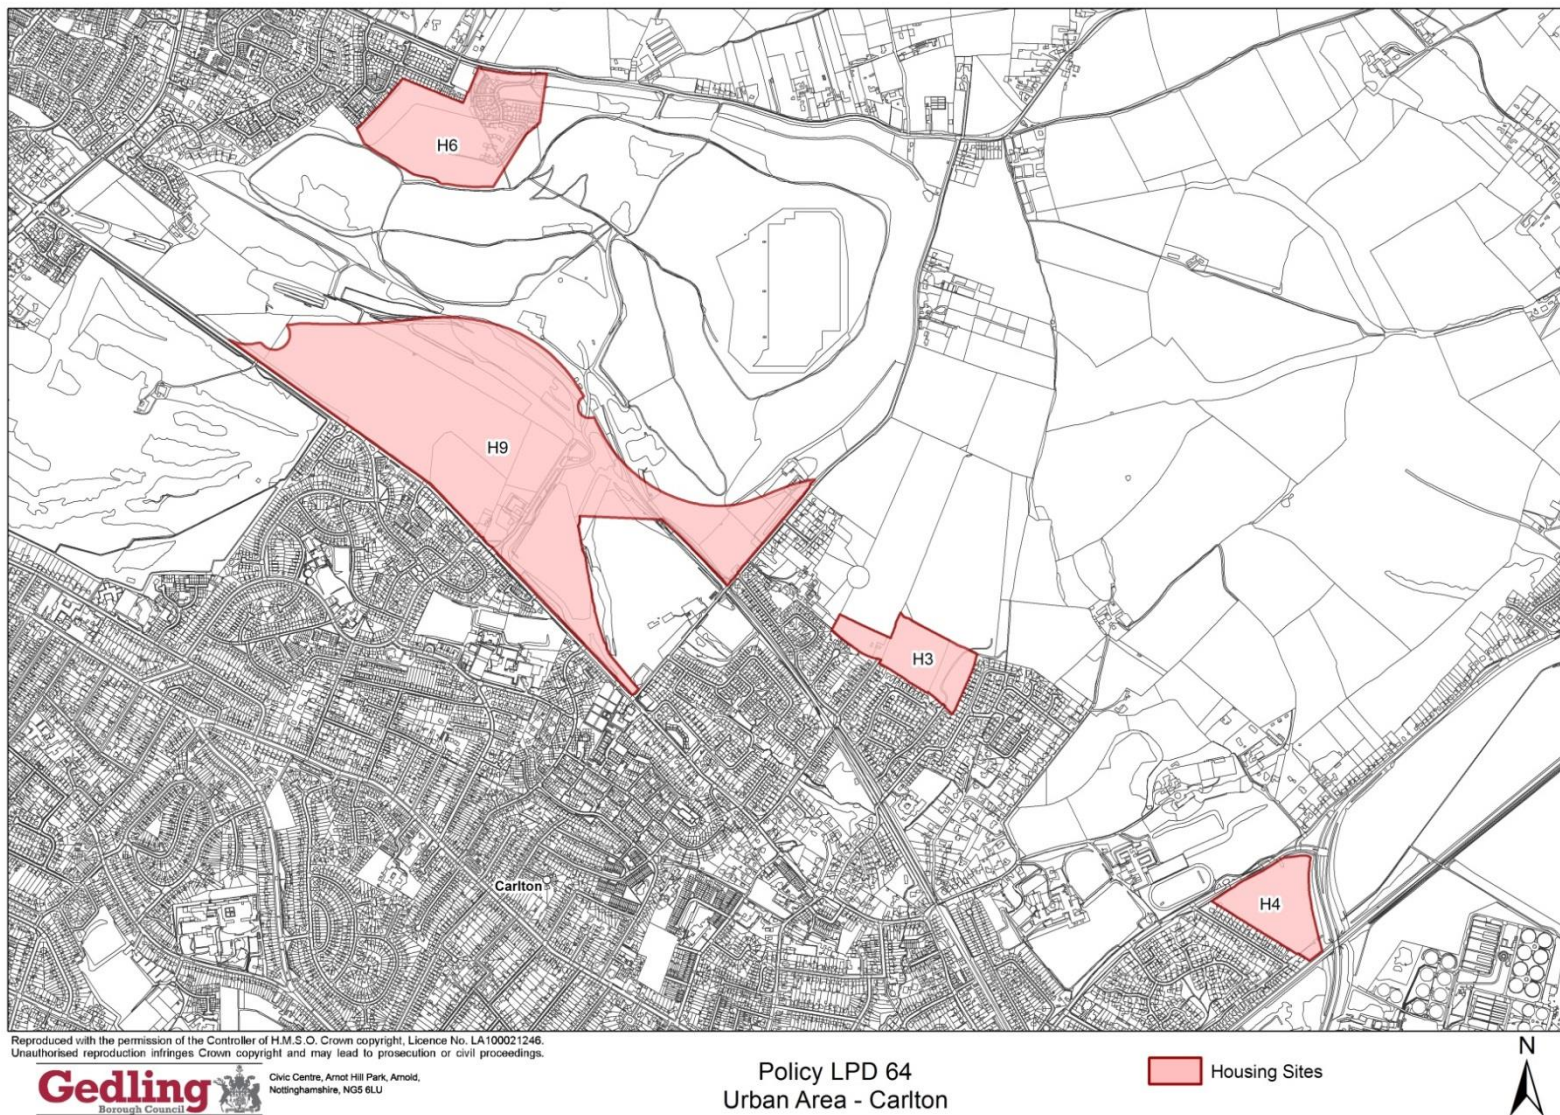 H6
H9
H3
Carlton
H4
Reproduced with the permission of the Controller of H.M.S.O. Crown copyright, Licence No. LA100021246.
Unauthorised reproduction infringes Crown copyright and may lead to prosecution or civil proceedings.
Gedling
Borough Council
Civic Centre, Arnot Hill Park, Arnold,
Nottinghamshire, NG5 6LU
Policy LPD 64
Urban Area - Carlton
Housing Sites
N